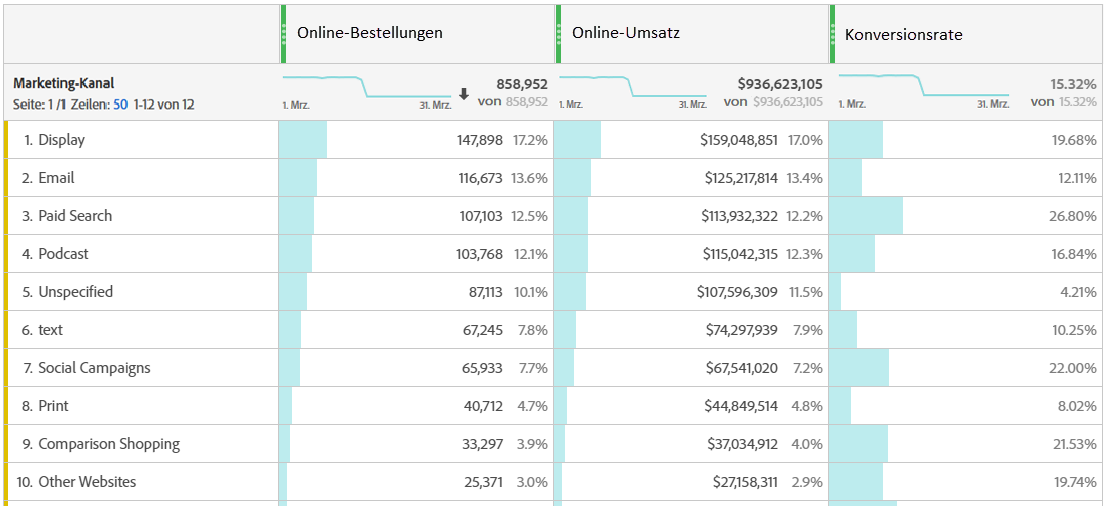 Online-Bestellungen Online-Umsatz Konversionsrate
Marketing-Kanal 858,952 $936,623,105 15.32%
Seite: 1 /1 Zeilen: 50 1-12 von 12 1. Mrz. 31. Mrz. von 858,952 1. Mrz. 31. Mrz. von $936,623,105 1. Mrz. 31. Mrz. von 15.32%
1. Display 147,898 17.2% $159,048,851 17.0% 19.68%
2. Email 116,673 13.6% $125,217,814 13.4% 12.11%
3. Paid Search 107,103 12.5% $113,932,322 12.2% 26.80%
4. Podcast 103,768 12.1% $115,042,315 12.3% 16.84%
5. Unspecified 87,113 10.1% $107,596,309 11.5% 4.21%
6. text 67,245 7.8% $74,297,939 7.9% 10.25%
7. Social Campaigns 65,933 7.7% $67,541,020 7.2% 22.00%
8. Print 40,712 4.7% $44,849,514 4.8% 8.02%
9. Comparison Shopping 33,297 3.9% $37,034,912 4.0% 21.53%
10. Other Websites 25,371 3.0% $27,158,311 2.9% 19.74%